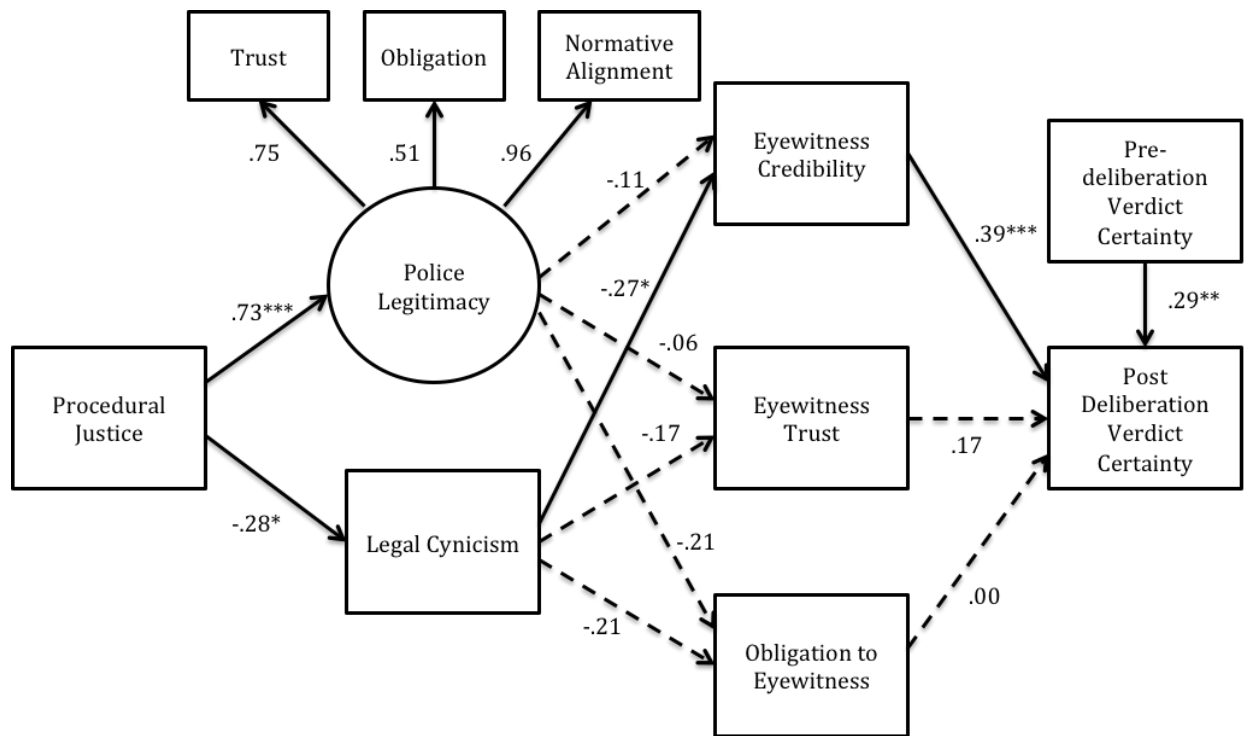 Trust
Obligation
Normative
Alignment
.75
.51
.96
Eyewitness
Credibility
Pre-
deliberation
Verdict
Certainty
-.11
Police
Legitimacy
.39***
-.27*
.29**
.73***
-.06
Procedural
Justice
Eyewitness
Trust
Post
Deliberation
Verdict
Certainty
-.17
.17
-.28*
Legal Cynicism
-.21
-.21
.00
Obligation to
Eyewitness